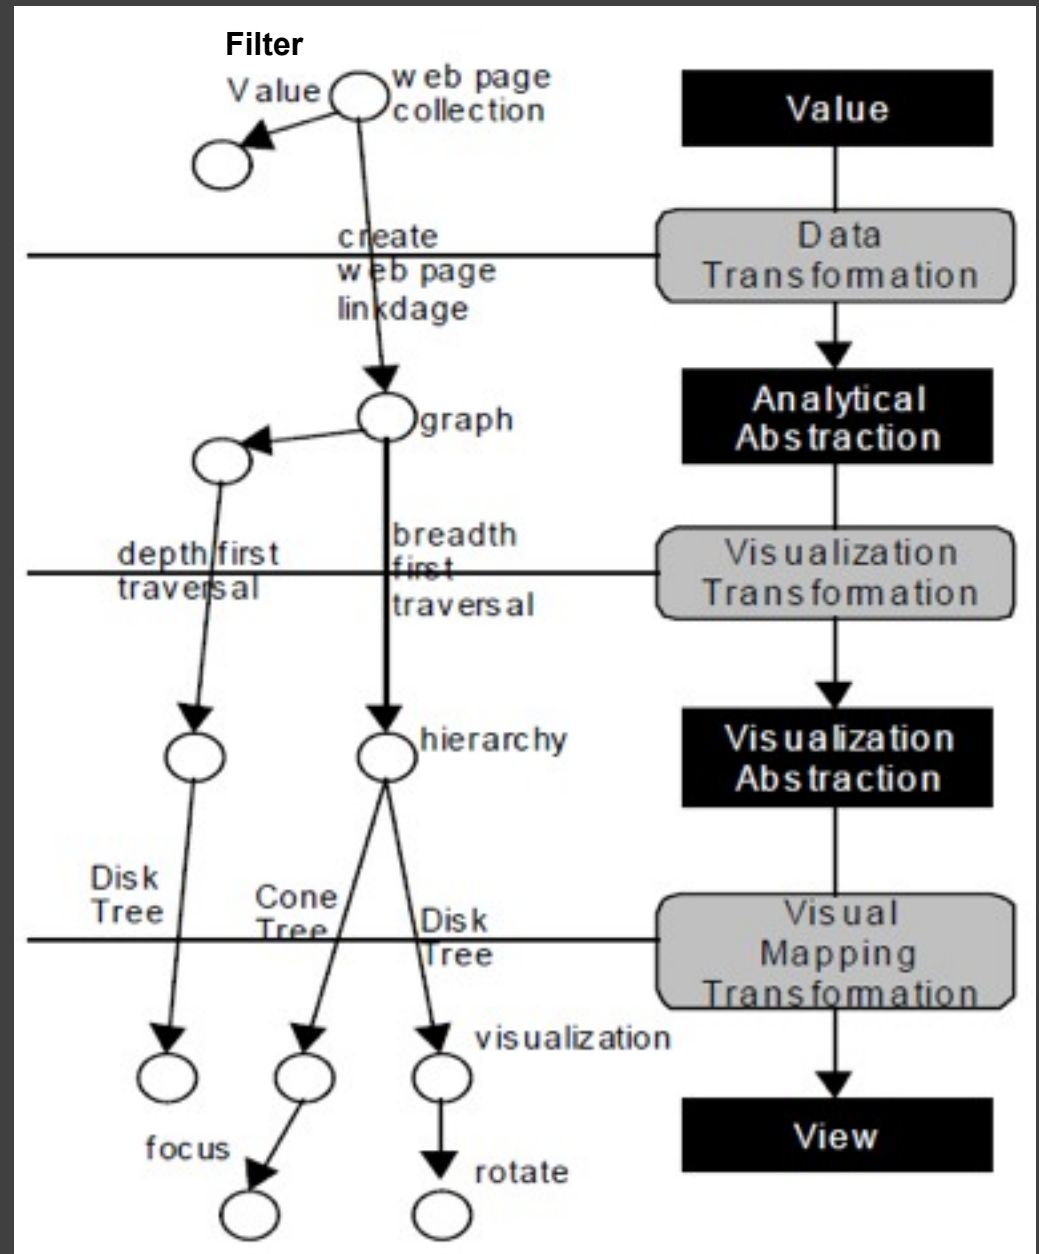 Filter
Value
web page
collection
Value
create
web page
linkdage
Data
Transformation
graph
Analytical
Abstraction
depth first
traversal
breadth
first
traversal
Visualization
Transformation
hierarchy
Visualization
Abstraction
Disk
Tree
Cone
Tree
Disk
Tree
Visual
Mapping
Transformation
visualization
focus
rotate
View